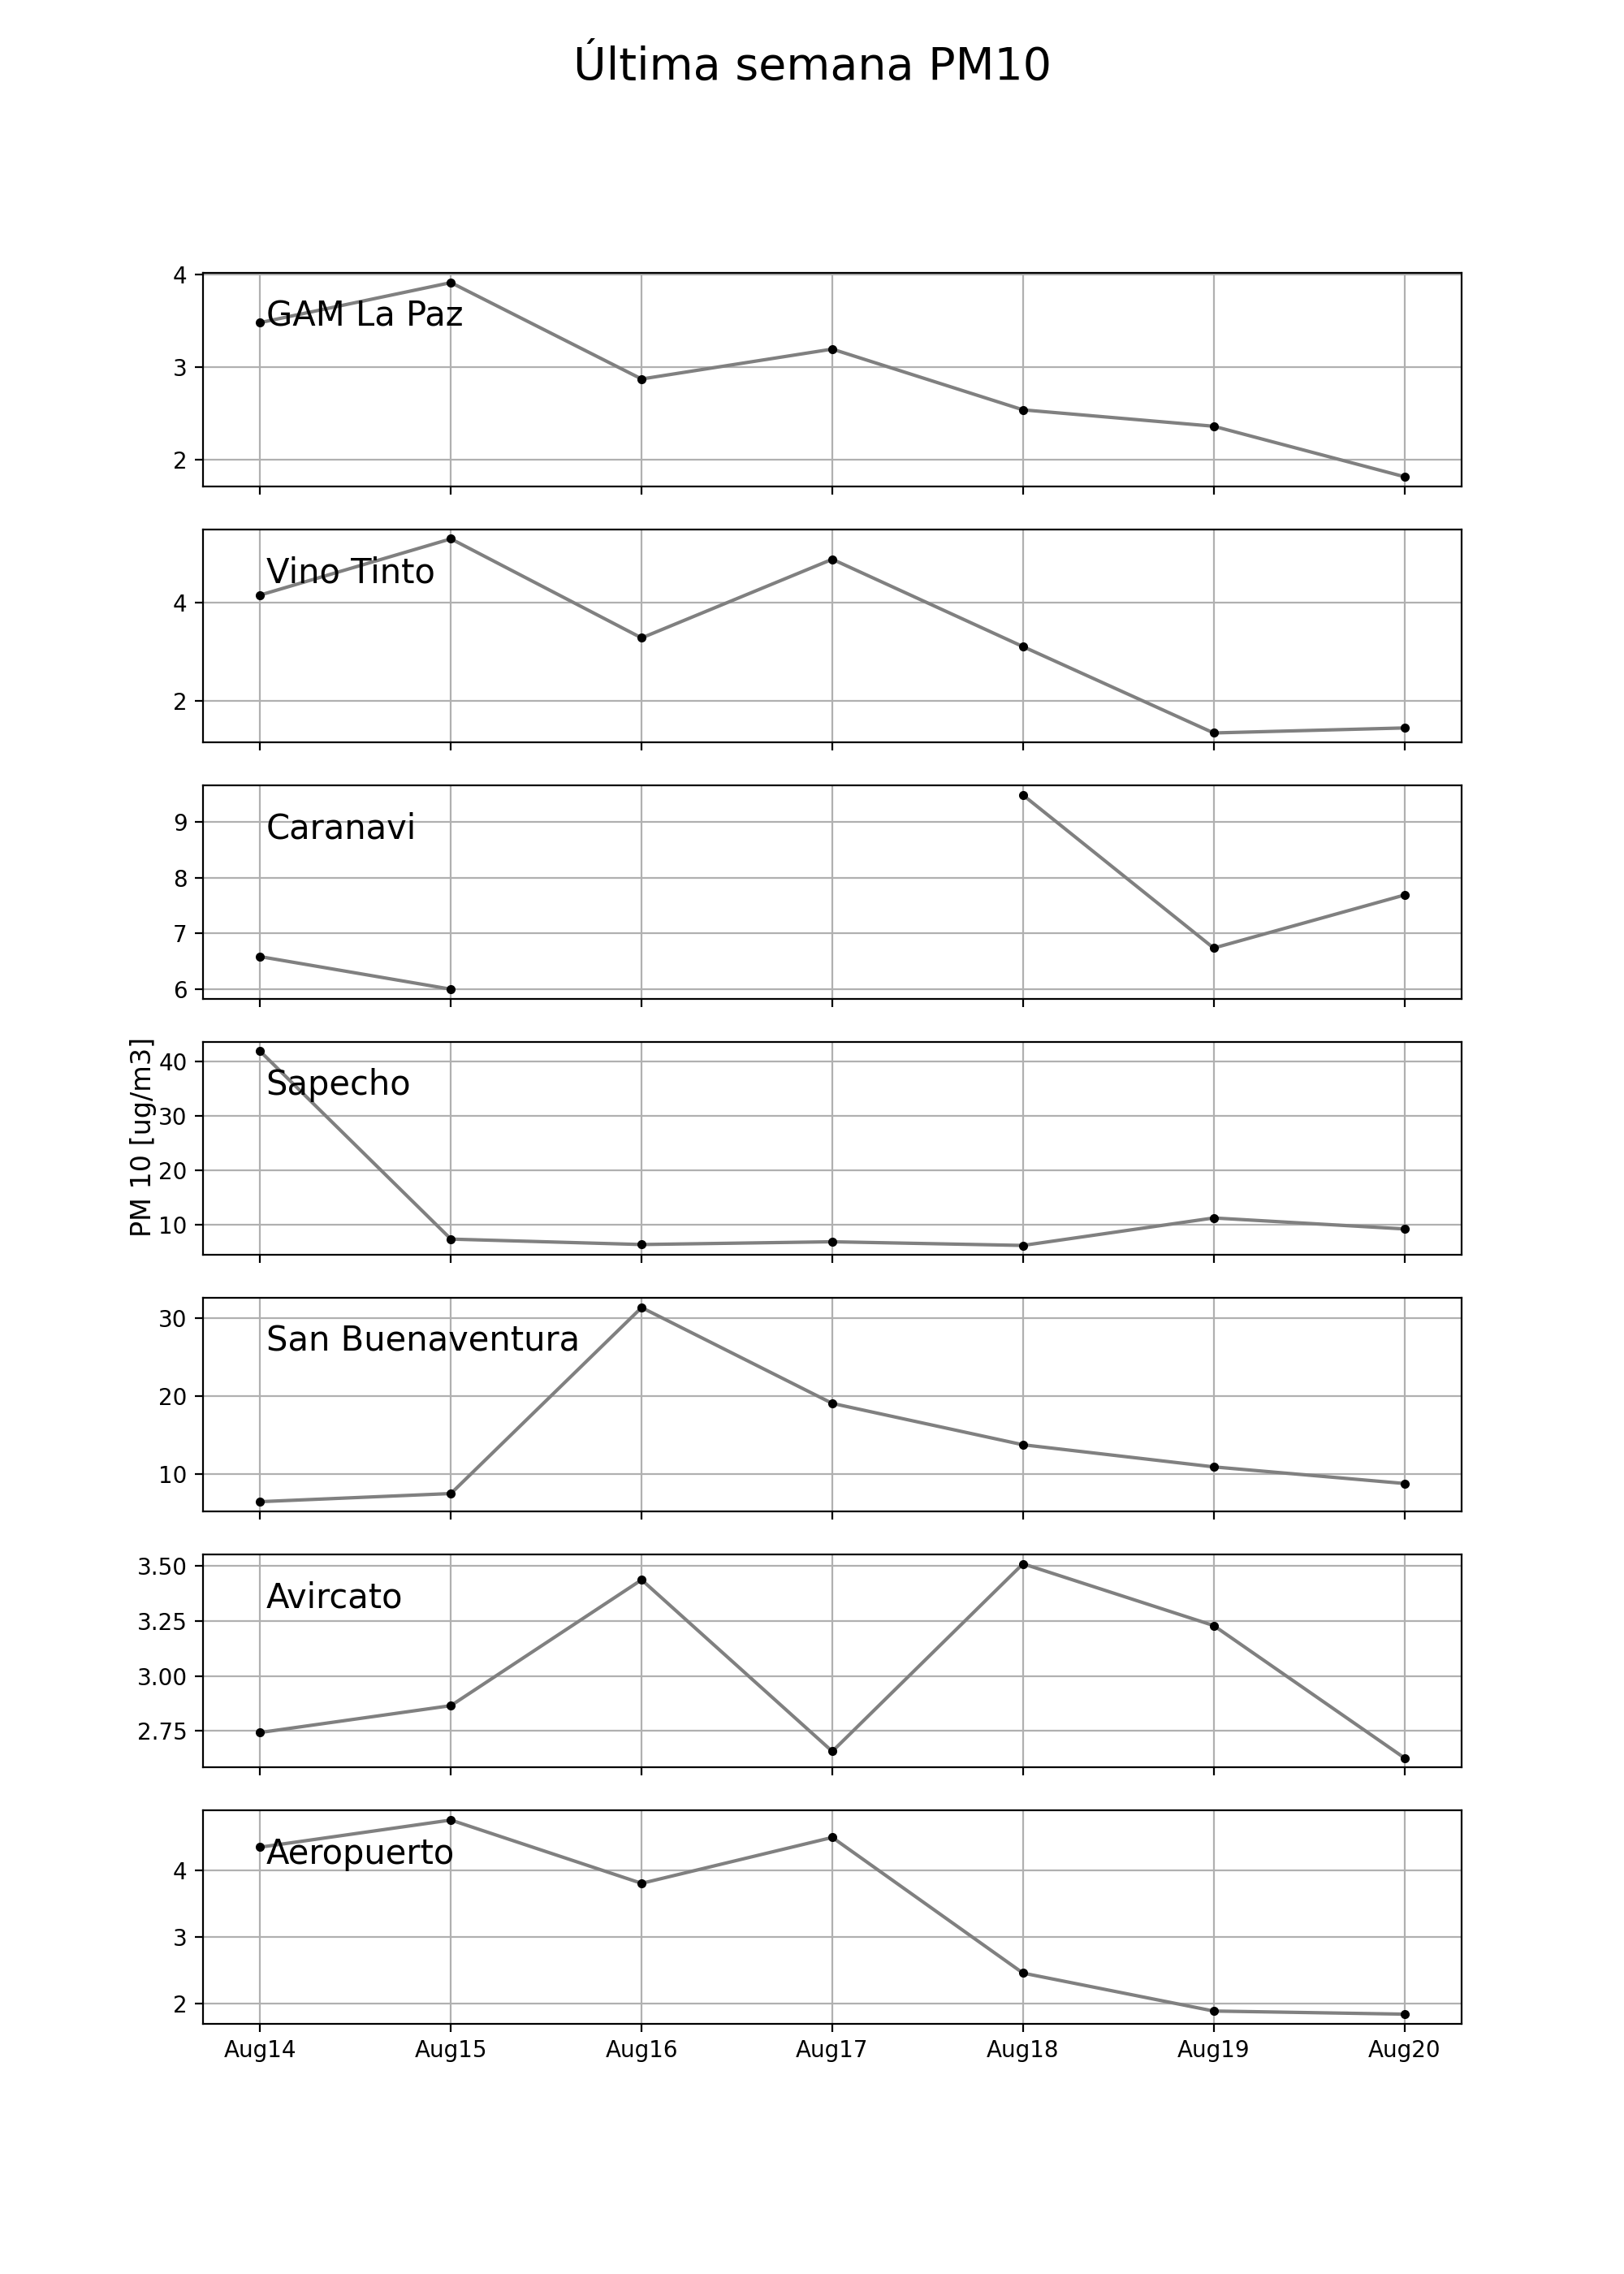 Última semana PM10
4
GAM La Paz
3
2
Vino Tinto
4
2
9
Caranavi
8
7
6
PM 10 [ug/m3]
40
Sapecho
30
20
10
30
San Buenaventura
20
10
3.50
Avircato
3.25
3.00
2.75
Aeropuerto
4
3
2
Aug14 Aug15 Aug16 Aug17 Aug18 Aug19 Aug20